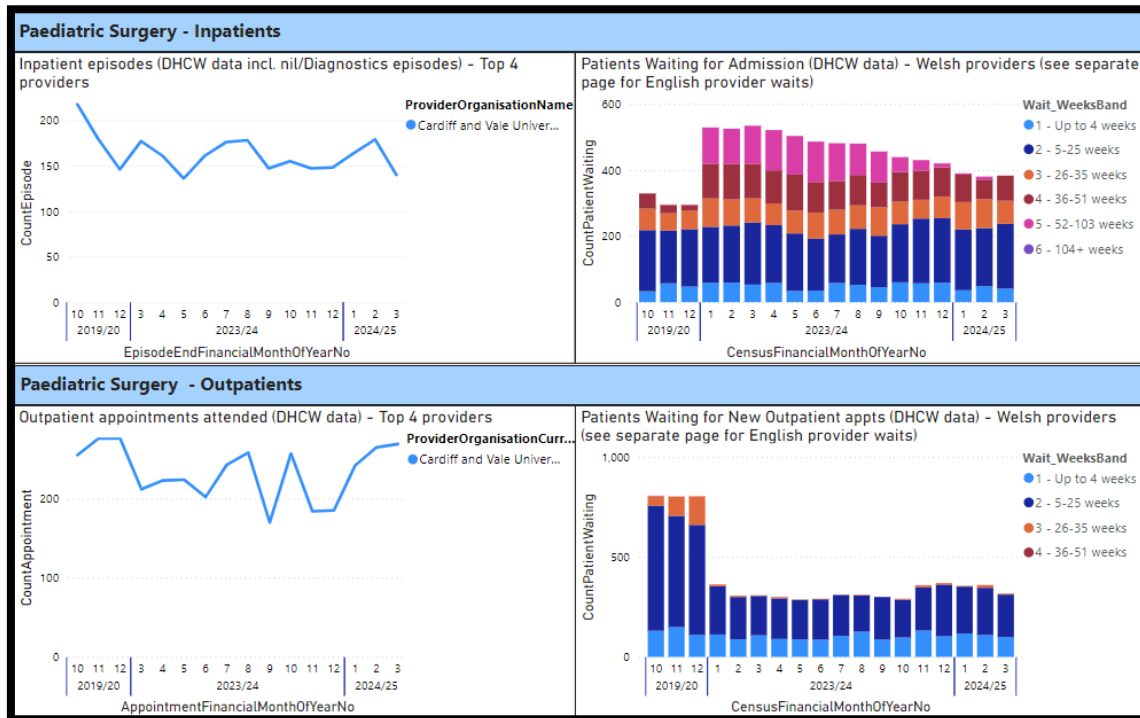 Paediatric Surgery - Inpatients
Inpatient episodes (DHCW data incl. nil/Diagnostics episodes) - Top 4
providers
ProviderOrganisationName
Cardiff and Vale Univer...
CountEpisode
200
150
100
50
0
10 11 12 3 4 5 6 7 8 9 10 11 12 1 2 3
2019/20 2023/24 2024/25
EpisodeEndFinancialMonthOfYearNo
Patients Waiting for Admission (DHCW data) - Welsh providers (see separate
page for English provider waits)
Wait_WeeksBand
1 - Up to 4 weeks
2 - 5-25 weeks
3 - 26-35 weeks
4 - 36-51 weeks
5 - 52-103 weeks
6 - 104+ weeks
CountPatientWaiting
600
400
200
0
10 11 12 1 2 3 4 5 6 7 8 9 10 11 12 1 2 3
2019/20 2023/24 2024/25
CensusFinancialMonthOfYearNo
Paediatric Surgery - Outpatients
Outpatient appointments attended (DHCW data) - Top 4 providers
ProviderOrganisationCurr...
Cardiff and Vale Univer...
CountAppointment
200
100
0
10 11 12 3 4 5 6 7 8 9 10 11 12 1 2 3
2019/20 2023/24 2024/25
AppointmentFinancialMonthOfYearNo
Patients Waiting for New Outpatient appts (DHCW data) - Welsh providers
(see separate page for English provider waits)
Wait_WeeksBand
1 - Up to 4 weeks
2 - 5-25 weeks
3 - 26-35 weeks
4 - 36-51 weeks
CountPatientWaiting
1,000
500
0
10 11 12 1 2 3 4 5 6 7 8 9 10 11 12 1 2 3
2019/20 2023/24 2024/25
CensusFinancialMonthOfYearNo